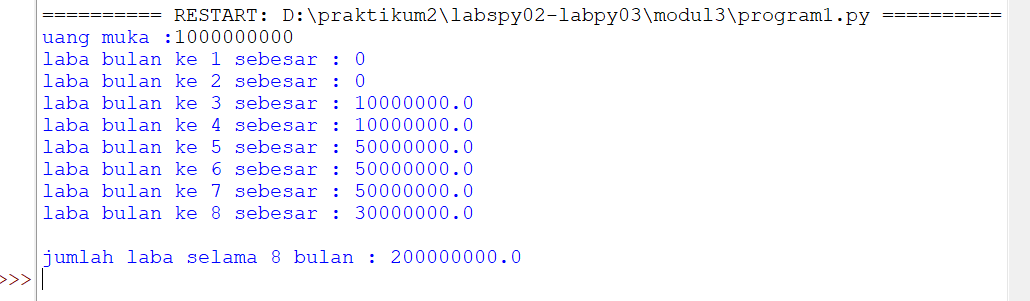 ========== RESTART: D:\praktikum2\labspy02-labpy03\modul3\program1.py ==========
uang muka :1000000000
laba bulan ke 1 sebesar : 0
laba bulan ke 2 sebesar : 0
laba bulan ke 3 sebesar : 10000000.0
laba bulan ke 4 sebesar : 10000000.0
laba bulan ke 5 sebesar : 50000000.0
laba bulan ke 6 sebesar : 50000000.0
laba bulan ke 7 sebesar : 50000000.0
laba bulan ke 8 sebesar : 30000000.0
jumlah laba selama 8 bulan : 200000000.0
>>>